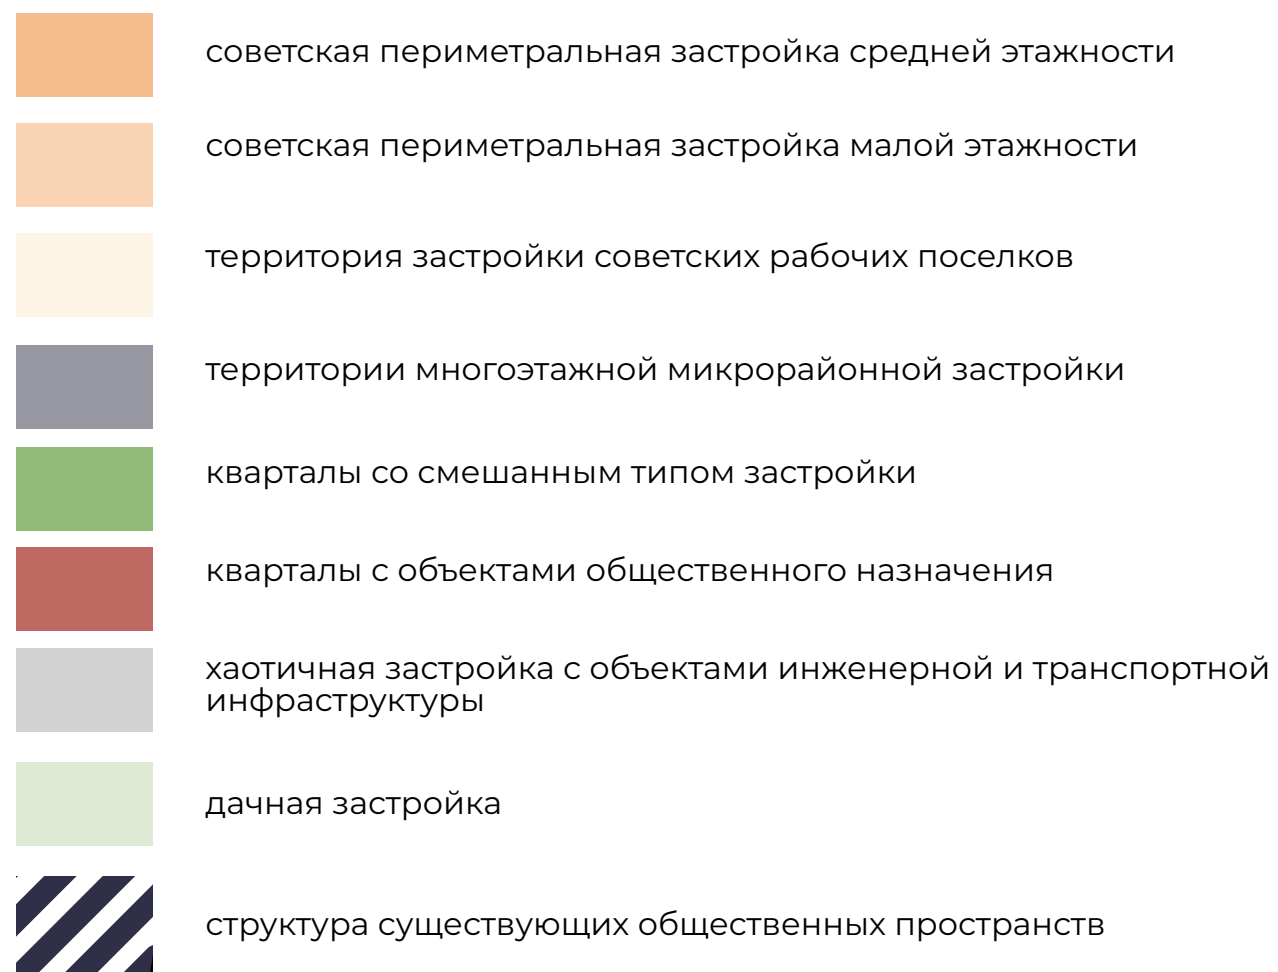 советская периметральная застройка средней этажности
советская периметральная застройка малой этажности
территория застройки советских рабочих поселков
территории многоэтажной микрорайонной застройки
кварталы со смешанным типом застройки
кварталы с объектами общественного назначения
хаотичная застройка с объектами инженерной и транспортной
инфраструктуры
дачная застройка
структура существующих общественных пространств